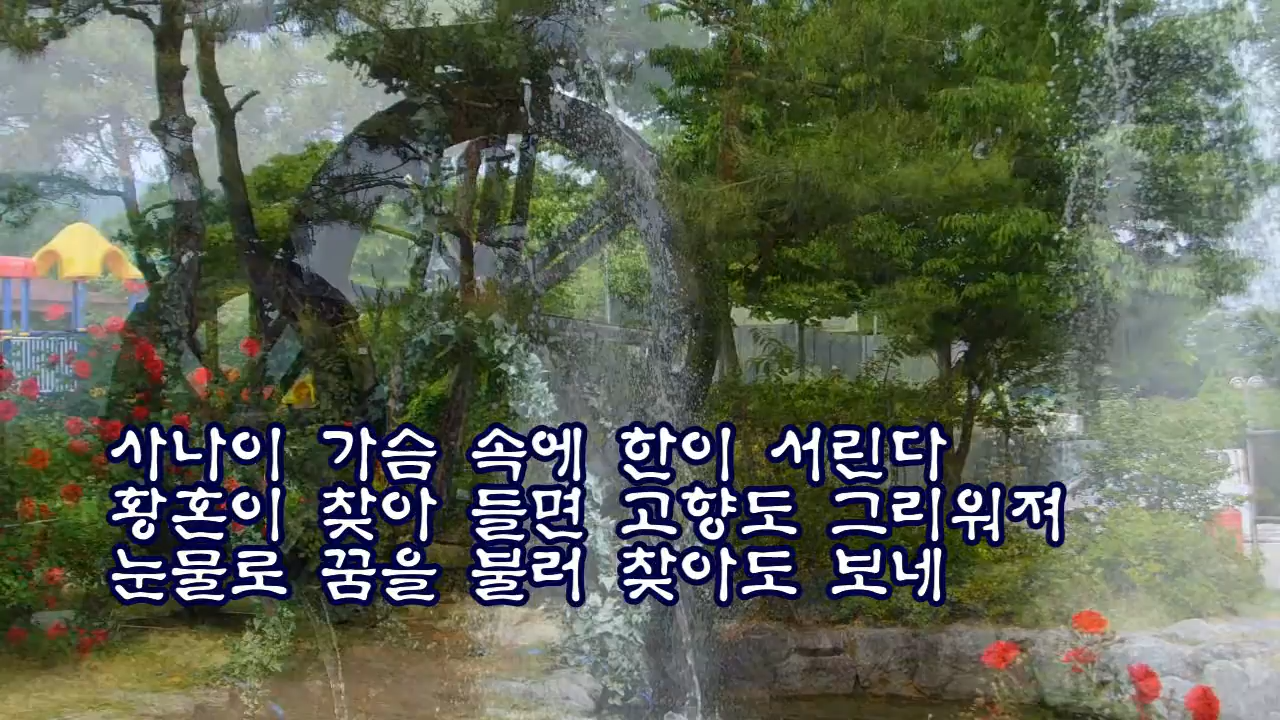 사나이 가슴 속에 한이 서린다
황혼이 찾아 들면 고향도 그리워져
눈물로 꿈을 불러 찾아도 보네